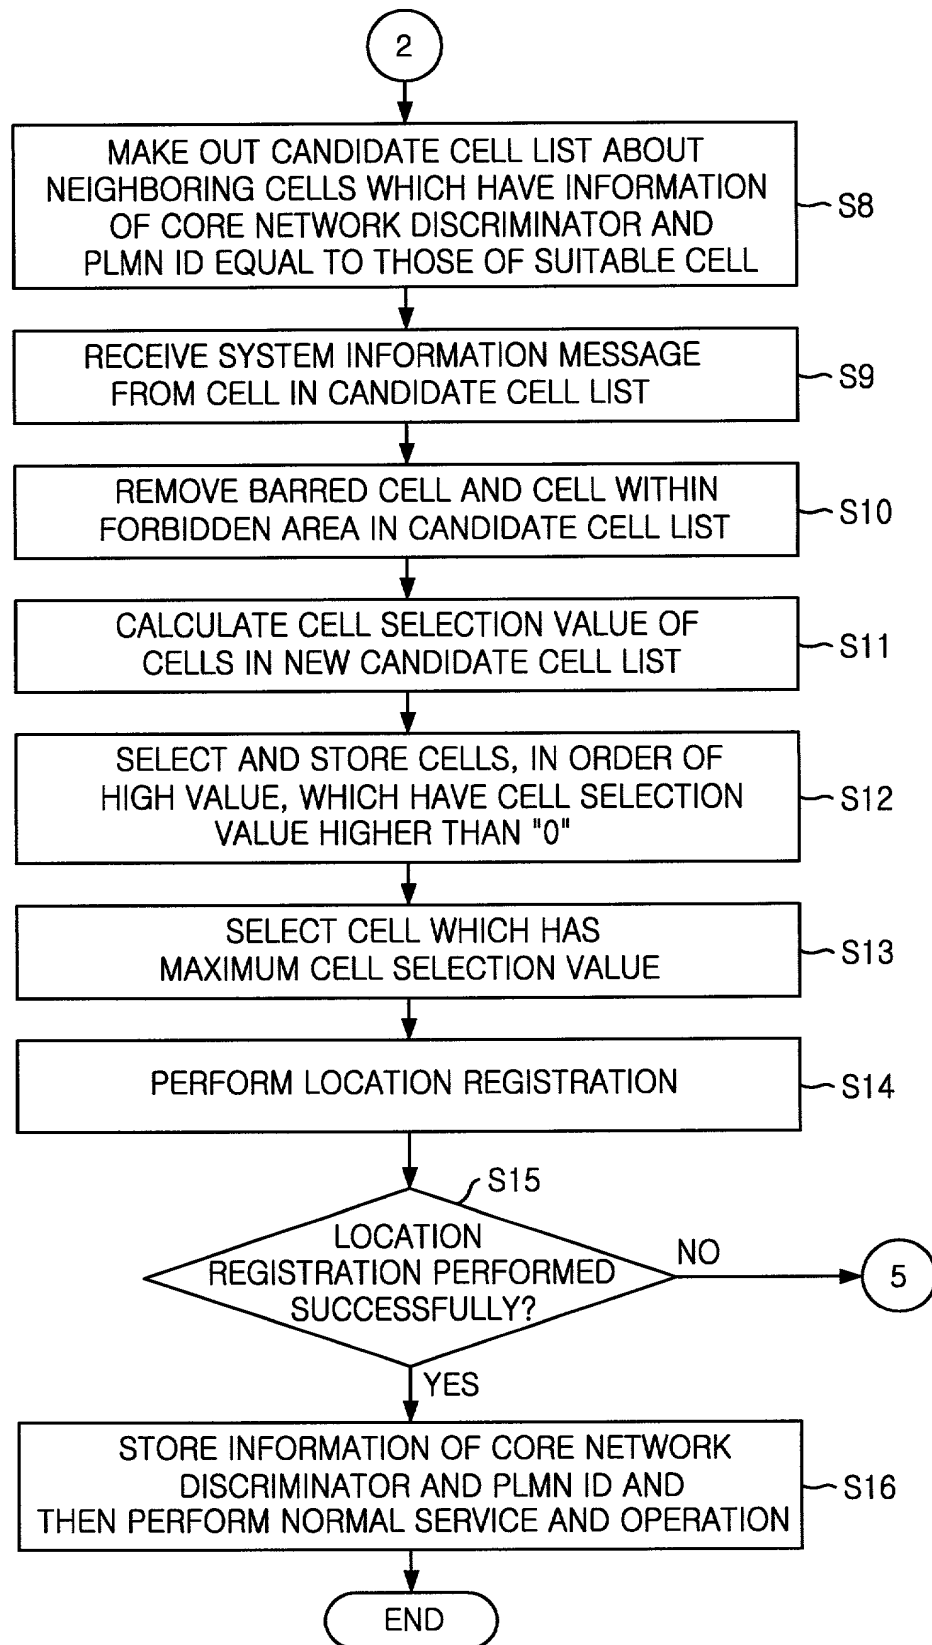 2
MAKE OUT CANDIDATE CELL LIST ABOUT
NEIGHBORING CELLS WHICH HAVE INFORMATION
OF CORE NETWORK DISCRIMINATOR AND
PLMN ID EQUAL TO THOSE OF SUITABLE CELL
S8
RECEIVE SYSTEM INFORMATION MESSAGE
FROM CELL IN CANDIDATE CELL LIST
S9
REMOVE BARRED CELL AND CELL WITHIN
FORBIDDEN AREA IN CANDIDATE CELL LIST
S10
CALCULATE CELL SELECTION VALUE OF
CELLS IN NEW CANDIDATE CELL LIST
S11
SELECT AND STORE CELLS, IN ORDER OF
HIGH VALUE, WHICH HAVE CELL SELECTION
VALUE HIGHER THAN "0"
S12
SELECT CELL WHICH HAS
MAXIMUM CELL SELECTION VALUE
S13
PERFORM LOCATION REGISTRATION
S14
S15
LOCATION
REGISTRATION PERFORMED
SUCCESSFULLY?
NO
5
YES
STORE INFORMATION OF CORE NETWORK
DISCRIMINATOR AND PLMN ID AND
THEN PERFORM NORMAL SERVICE AND OPERATION
S16
END